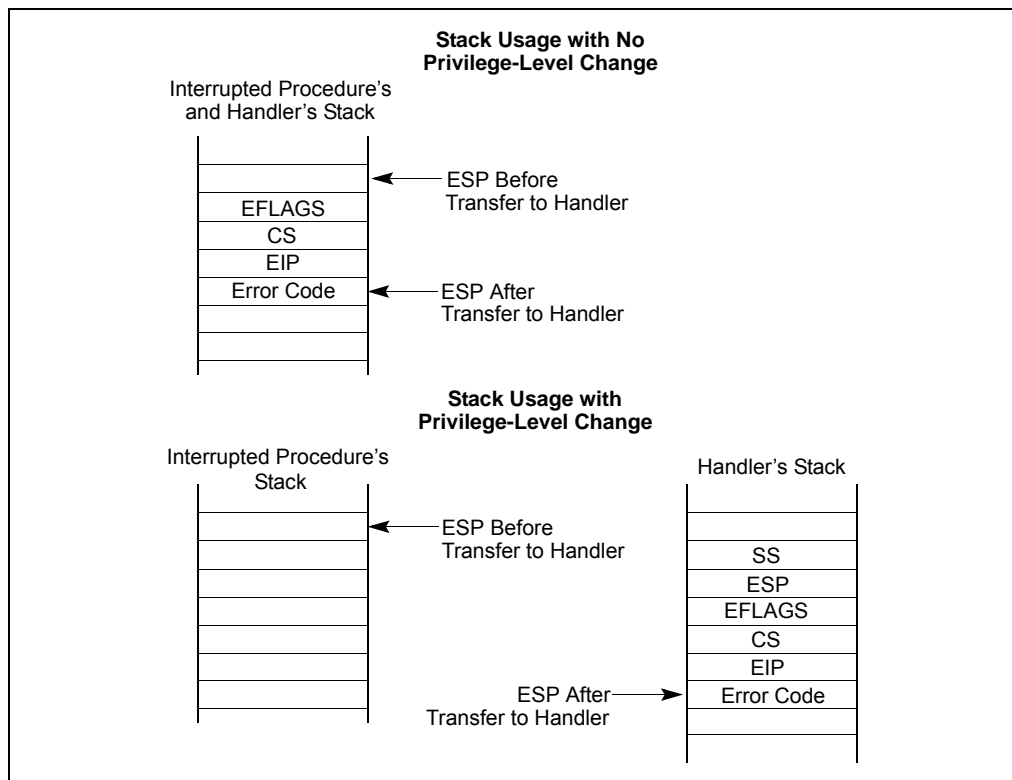 Stack Usage with No
Privilege-Level Change
Interrupted Procedure's
and Handler's Stack
ESP Before
Transfer to Handler
EFLAGS
CS
EIP
Error Code
ESP After
Transfer to Handler
Stack Usage with
Privilege-Level Change
Interrupted Procedure's
Stack
Handler's Stack
ESP Before
Transfer to Handler
SS
ESP
EFLAGS
CS
EIP
Error Code
ESP After
Transfer to Handler